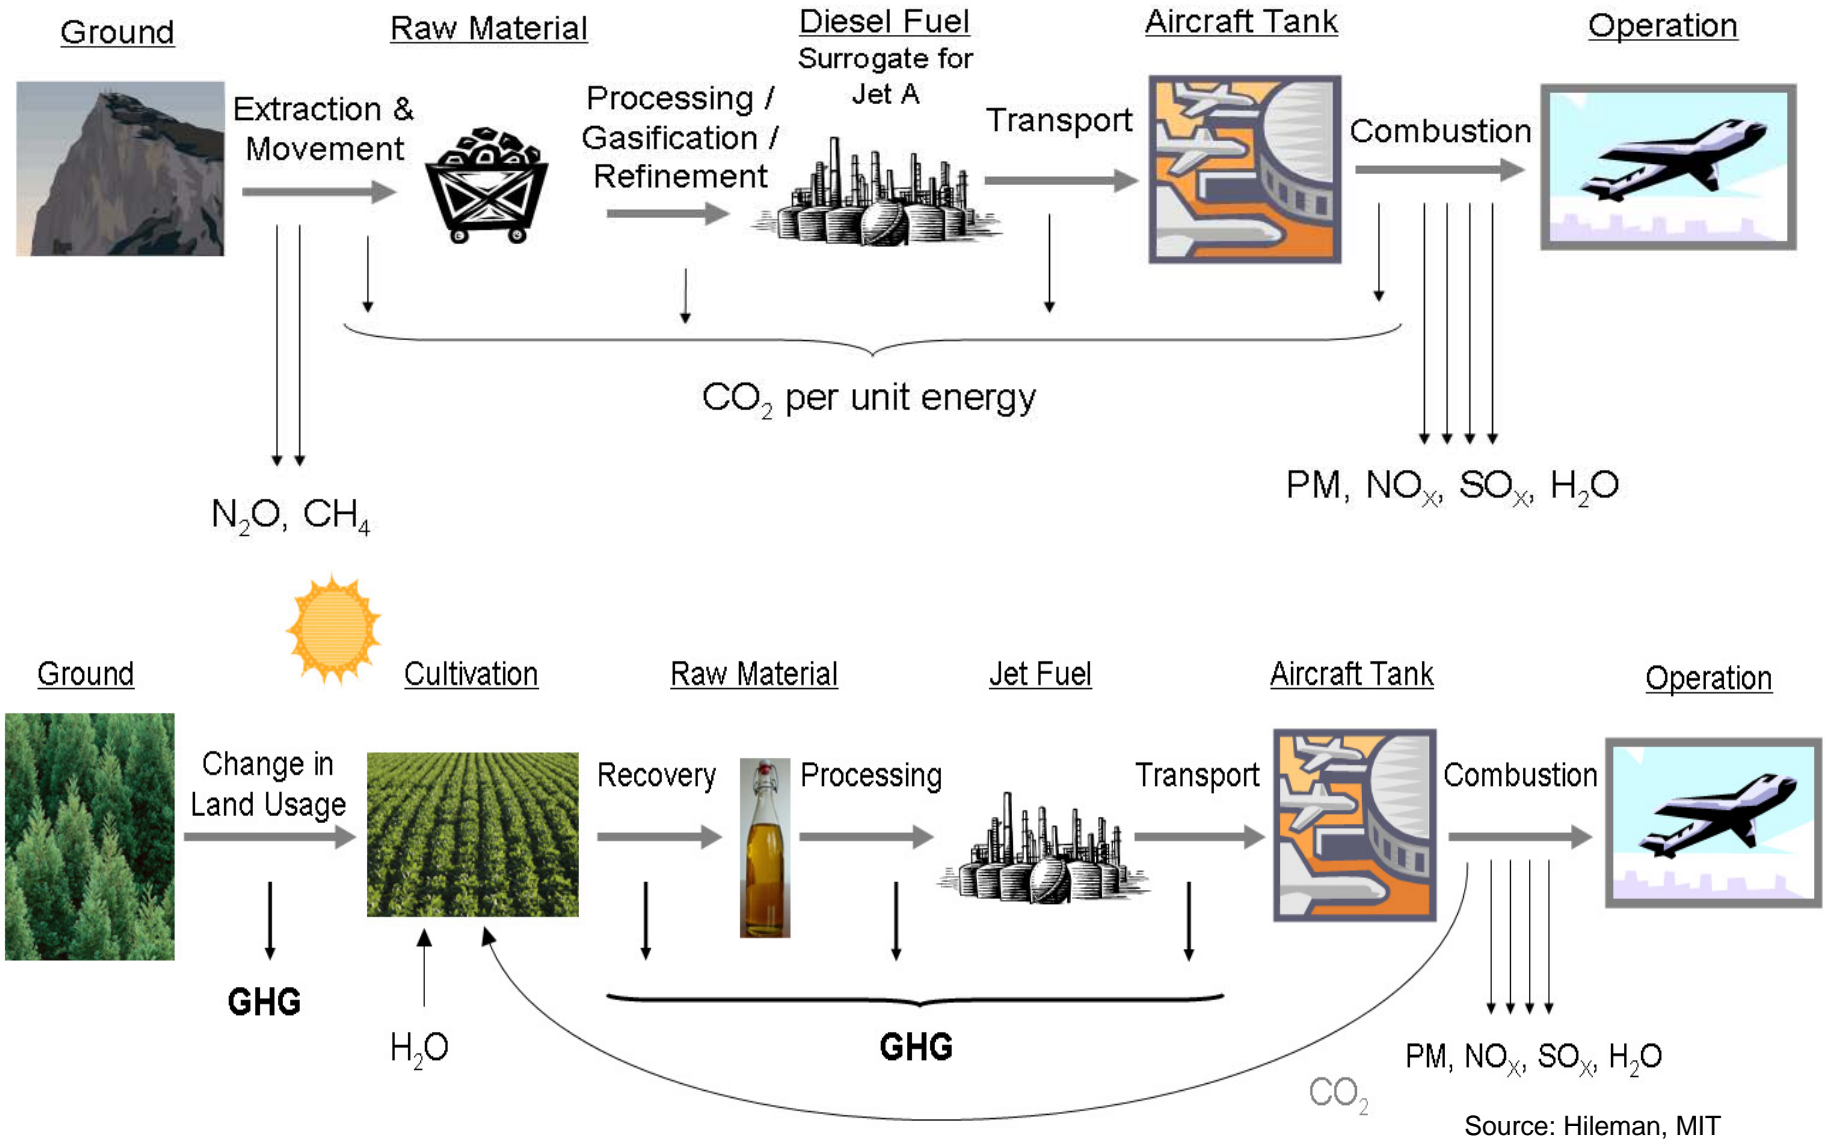 Ground
Raw Material
Diesel Fuel
Surrogate for
Jet A
Aircraft Tank
Operation
Extraction &
Movement
Processing /
Gasification /
Refinement
Transport
Combustion
CO₂ per unit energy
N₂O, CH₄
PM, NOₓ, SOₓ, H₂O
Ground
Cultivation
Raw Material
Jet Fuel
Aircraft Tank
Operation
Change in
Land Usage
Recovery
Processing
Transport
Combustion
GHG
H₂O
GHG
CO₂
PM, NOₓ, SOₓ, H₂O
Source: Hileman, MIT